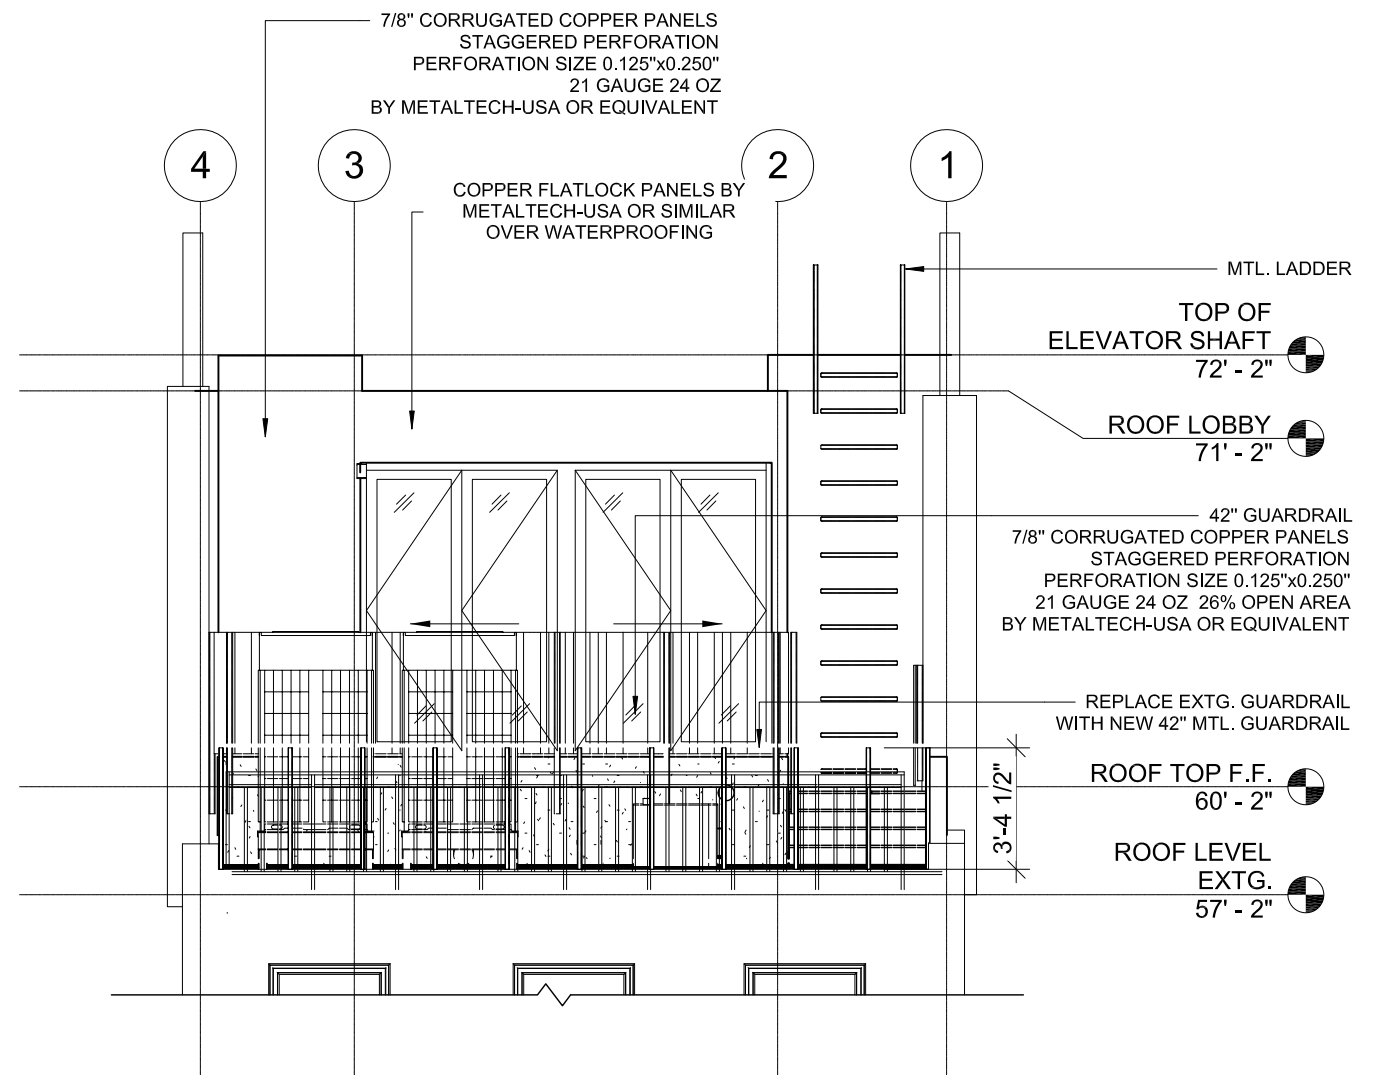 7/8" CORRUGATED COPPER PANELS
STAGGERED PERFORATION
PERFORATION SIZE 0.125"x0.250"
21 GAUGE 24 OZ
BY METALTECH-USA OR EQUIVALENT
4
3
2
1
COPPER FLATLOCK PANELS BY
METALTECH-USA OR SIMILAR
OVER WATERPROOFING
MTL. LADDER
TOP OF
ELEVATOR SHAFT
72' - 2"
ROOF LOBBY
71' - 2"
42" GUARDRAIL
7/8" CORRUGATED COPPER PANELS
STAGGERED PERFORATION
PERFORATION SIZE 0.125"x0.250"
21 GAUGE 24 OZ 26% OPEN AREA
BY METALTECH-USA OR EQUIVALENT
REPLACE EXTG. GUARDRAIL
WITH NEW 42" MTL. GUARDRAIL
3'-4 1/2"
ROOF TOP F.F.
60' - 2"
ROOF LEVEL
EXTG.
57' - 2"